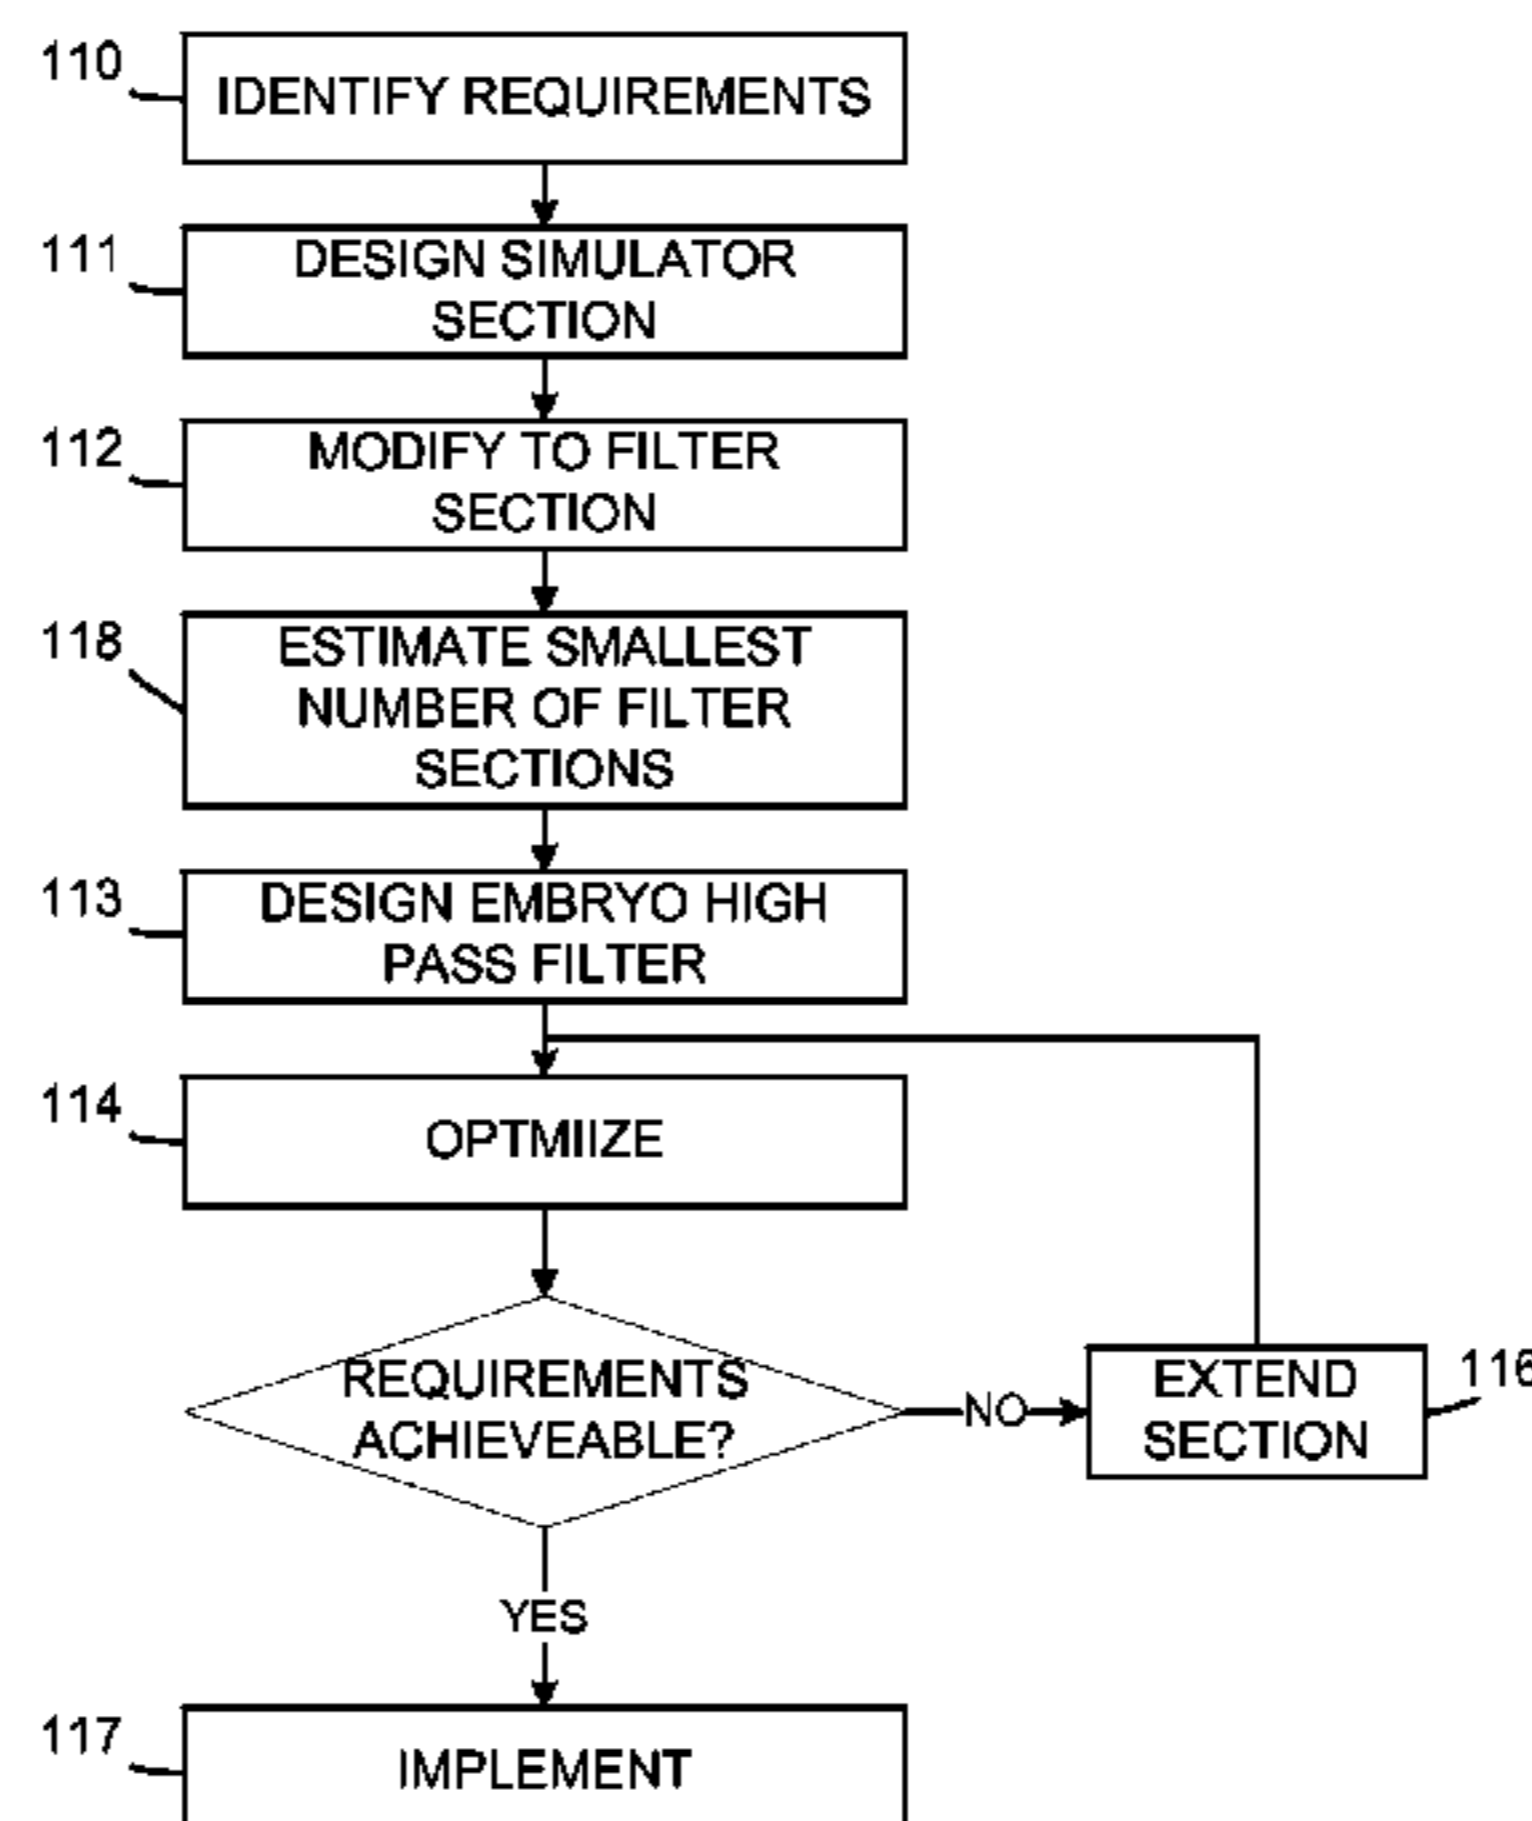 110
IDENTIFY REQUIREMENTS
111
DESIGN SIMULATOR
SECTION
112
MODIFY TO FILTER
SECTION
118
ESTIMATE SMALLEST
NUMBER OF FILTER
SECTIONS
113
DESIGN EMBRYO HIGH
PASS FILTER
114
OPTMIIZE
REQUIREMENTS
ACHIEVEABLE?
NO
EXTEND
SECTION
116
YES
117
IMPLEMENT